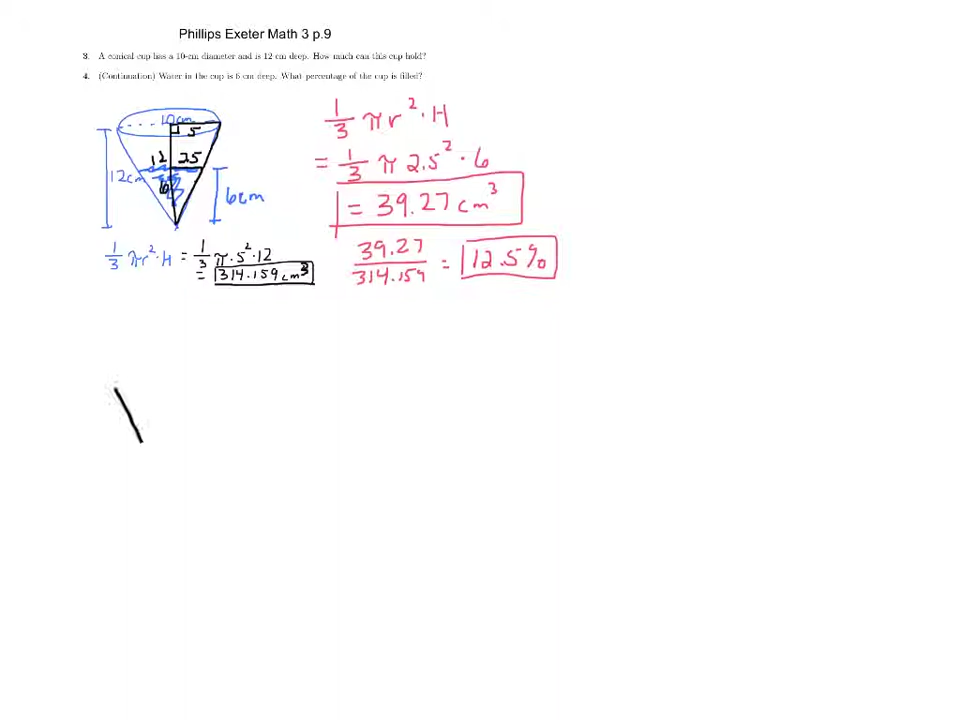 Phillips Exeter Math 3 p.9
3. A conical cup has a 10-cm diameter and is 12 cm deep. How much can this cup hold?
4. (Continuation) Water in the cup is 6 cm deep. What percentage of the cup is filled?
10cm
5
12
25
12cm
6
6cm
1/3 πr² · H = 1/3 π · 5² · 12
= 314.159 cm³
1/3 πr² · H
= 1/3 π 2.5² · 6
= 39.27 cm³
39.27/314.159 = 12.5%